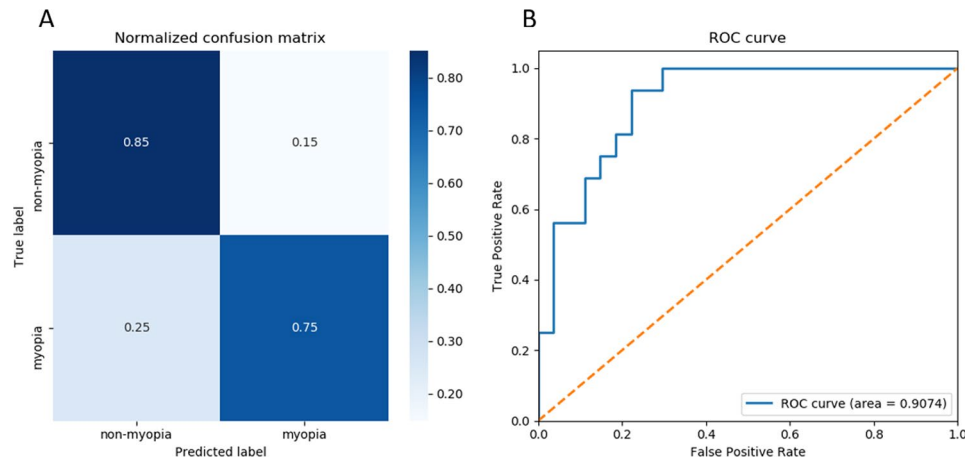 A
Normalized confusion matrix
True label
non-myopia
myopia
0.85
0.15
0.25
0.75
non-myopia
myopia
Predicted label
0.80
0.70
0.60
0.50
0.40
0.30
0.20
B
ROC curve
True Positive Rate
1.0
0.8
0.6
0.4
0.2
0.0
ROC curve (area = 0.9074)
0.0
0.2
0.4
0.6
0.8
1.0
False Positive Rate